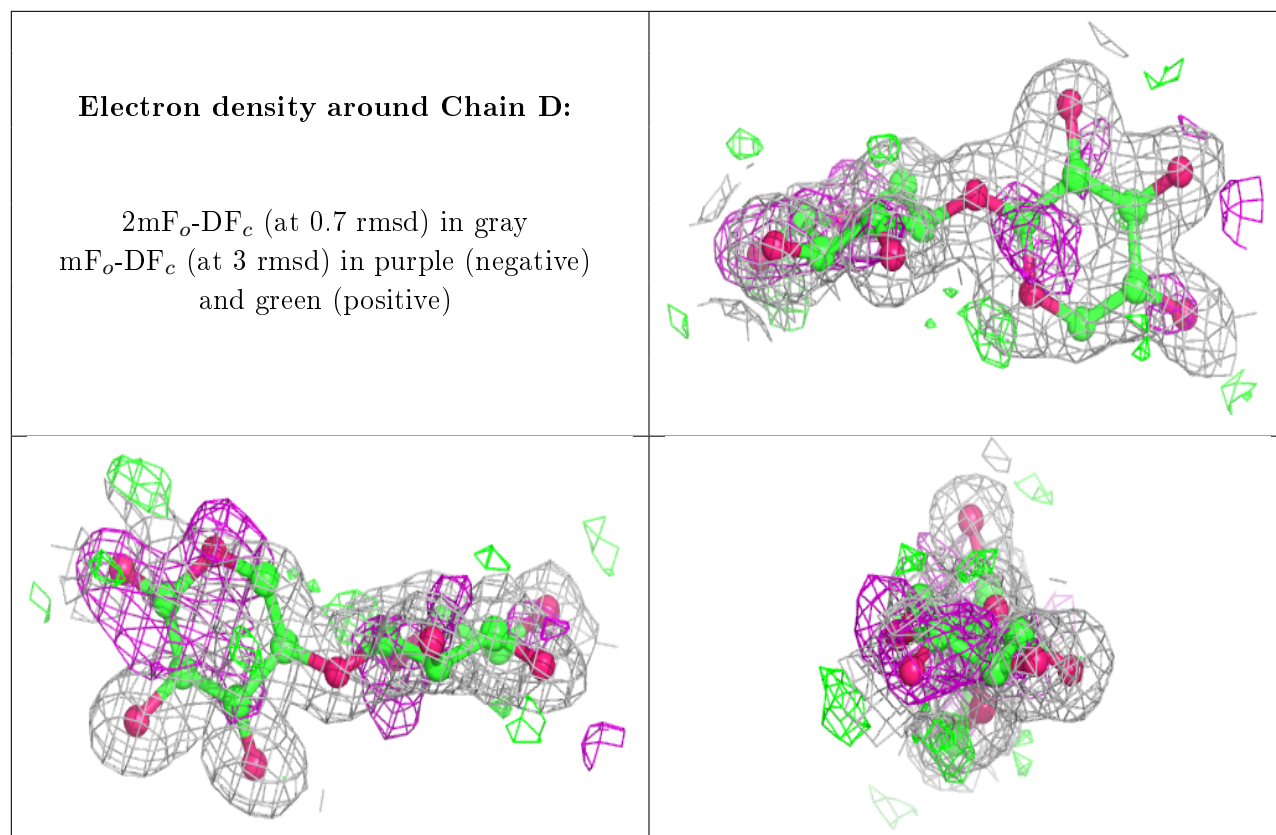 Electron density around Chain D:
2mFo-DFc (at 0.7 rmsd) in gray
mFo-DFc (at 3 rmsd) in purple (negative)
and green (positive)